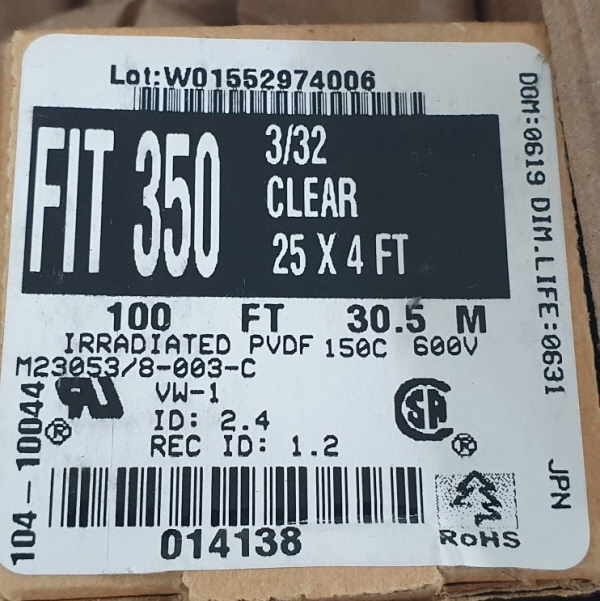 Lot:W01552974006
FIT 350
3/32
CLEAR
25 X 4 FT
100 FT 30.5 M
IRRADIATED PVDF 150C 600V
M23053/8-003-C
VW-1
ID: 2.4
REC ID: 1.2
SA
®
®
014138
RoHS
104-10044
DOM:0619 DIM.LIFE:0631
JPN